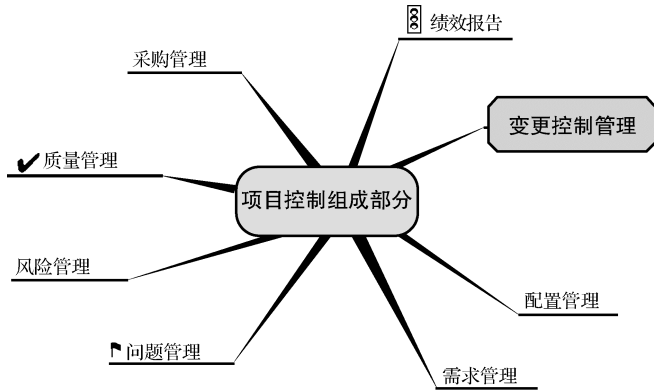 绩效报告
采购管理
变更控制管理
质量管理
项目控制组成部分
风险管理
配置管理
问题管理
需求管理